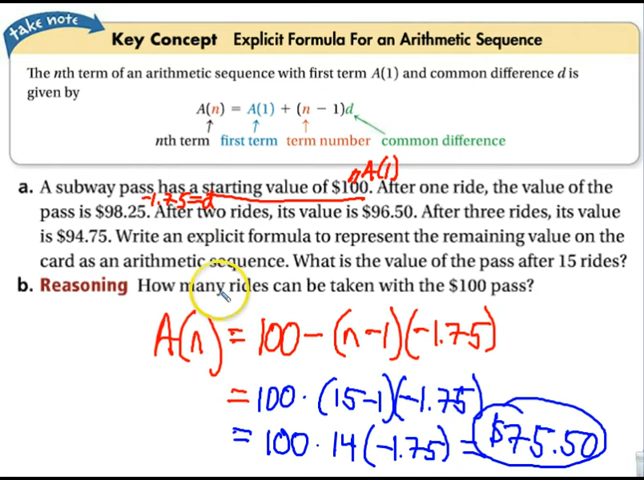 take note
Key Concept Explicit Formula For an Arithmetic Sequence
The nth term of an arithmetic sequence with first term A(1) and common difference d is
given by
A(n) = A(1) + (n − 1)d
nth term first term term number common difference
A(1)
a. A subway pass has a starting value of $100. After one ride, the value of the
-1.75=d
pass is $98.25. After two rides, its value is $96.50. After three rides, its value
is $94.75. Write an explicit formula to represent the remaining value on the
card as an arithmetic sequence. What is the value of the pass after 15 rides?
b. Reasoning How many rides can be taken with the $100 pass?
A(n) = 100 - (n-1)(-1.75)
= 100 · (15-1)(-1.75)
= 100 · 14(-1.75) = $75.50